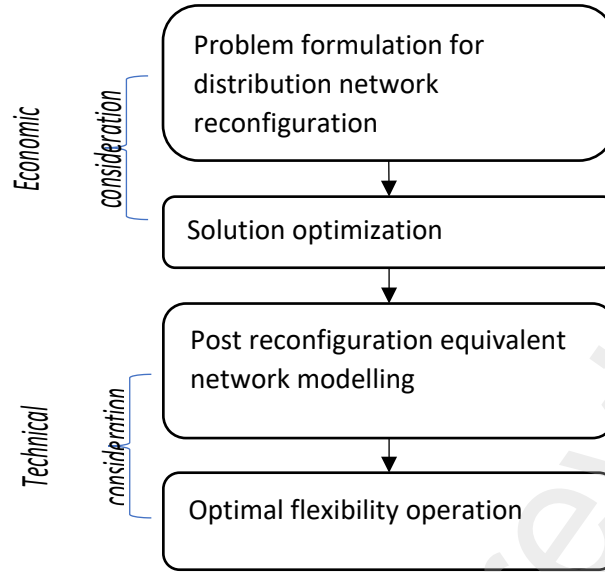 Economic
consideration
Problem formulation for
distribution network
reconfiguration
Solution optimization
Technical
consideration
Post reconfiguration equivalent
network modelling
Optimal flexibility operation